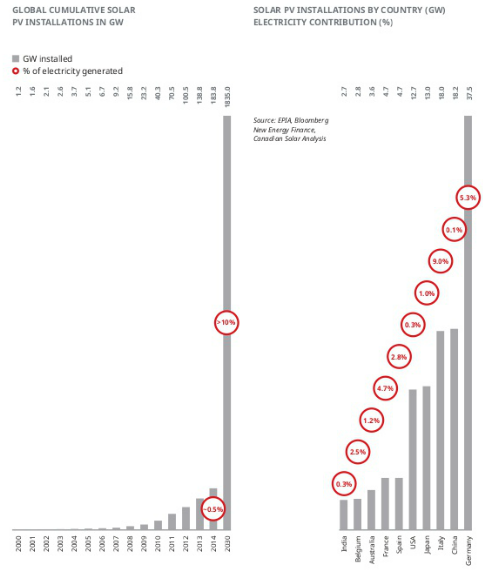 GLOBAL CUMULATIVE SOLAR
PV INSTALLATIONS IN GW
GW installed
% of electricity generated
1.2
1.6
2.1
2.6
3.7
5.1
6.7
9.2
15.8
23.2
40.3
70.5
100.5
138.8
183.8
1835.0
>10%
~0.5%
2000
2001
2002
2003
2004
2005
2006
2007
2008
2009
2010
2011
2012
2013
2014
2030
SOLAR PV INSTALLATIONS BY COUNTRY (GW)
ELECTRICITY CONTRIBUTION (%)
2.7
2.8
3.6
4.7
4.7
12.7
13.0
18.0
18.2
37.5
Source: EPIA, Bloomberg
New Energy Finance,
Canadian Solar Analysis
5.3%
0.1%
9.0%
1.0%
0.3%
2.8%
4.7%
1.2%
2.5%
0.3%
India
Belgium
Australia
France
Spain
USA
Japan
Italy
China
Germany